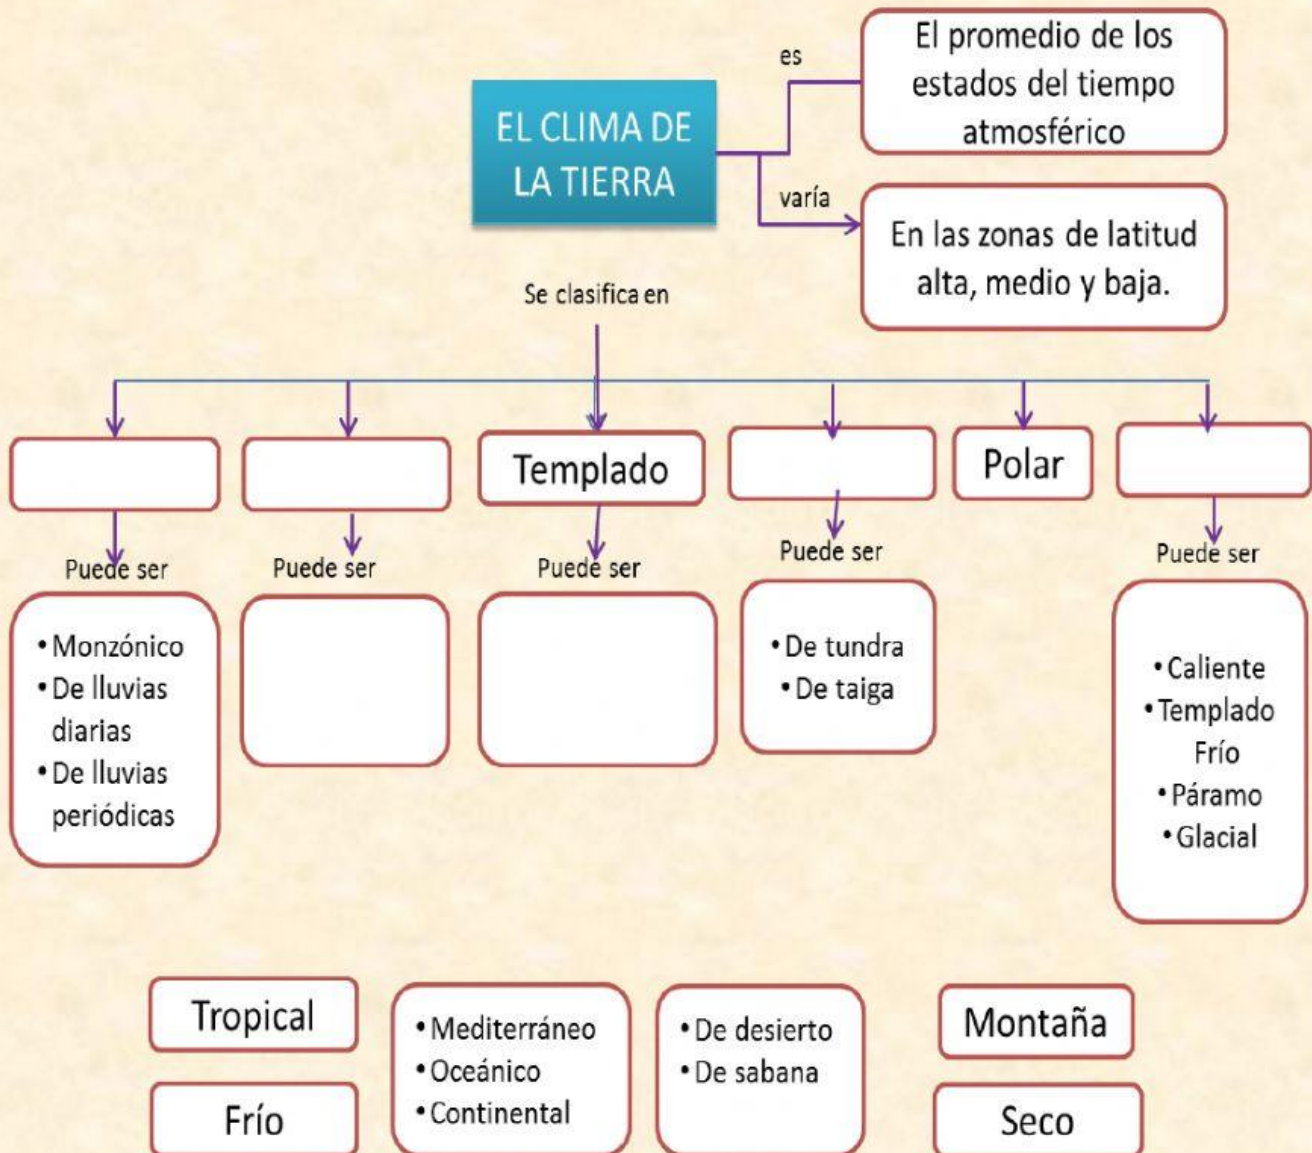 es
El promedio de los
estados del tiempo
atmosférico
EL CLIMA DE
LA TIERRA
varía
En las zonas de latitud
alta, medio y baja.
Se clasifica en
Templado
Polar
Puede ser
Puede ser
Puede ser
Puede ser
Puede ser
• Monzónico
• De lluvias
diarias
• De lluvias
periódicas
• De tundra
• De taiga
• Caliente
• Templado
Frío
• Páramo
• Glacial
Tropical
Frío
• Mediterráneo
• Oceánico
• Continental
• De desierto
• De sabana
Montaña
Seco